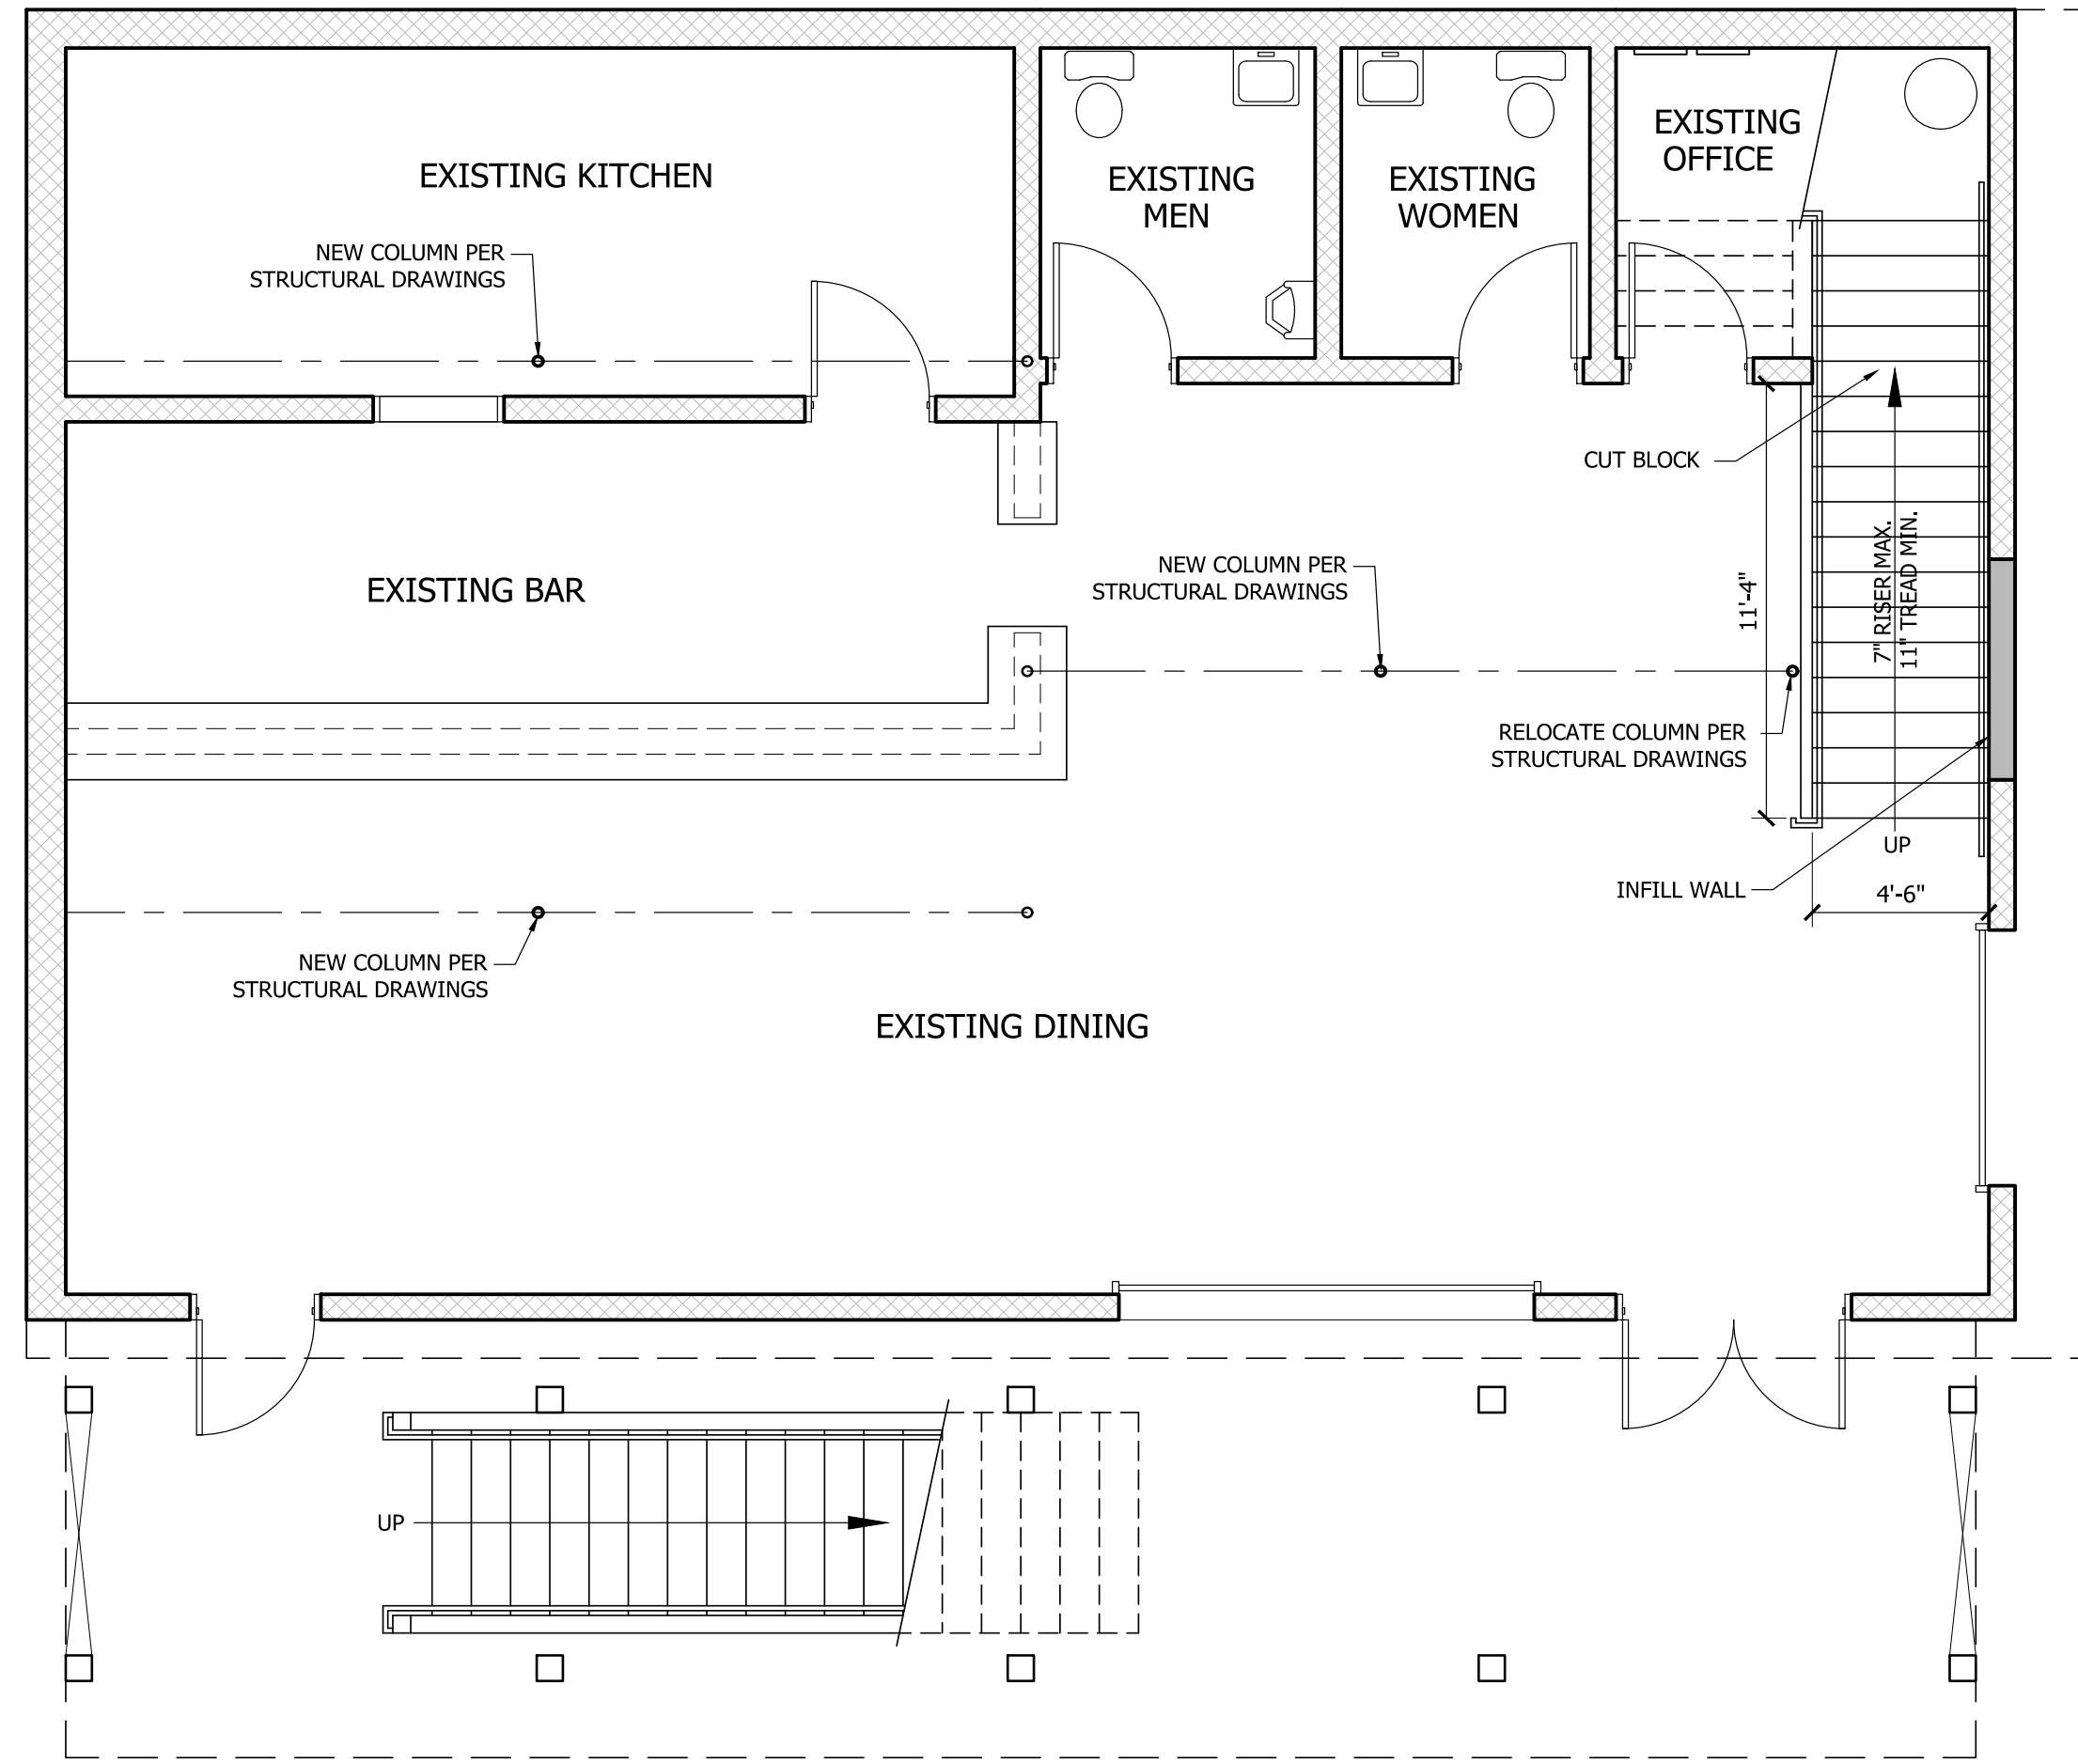 EXISTING KITCHEN
NEW COLUMN PER
STRUCTURAL DRAWINGS
EXISTING
MEN
EXISTING
WOMEN
EXISTING
OFFICE
CUT BLOCK
EXISTING BAR
NEW COLUMN PER
STRUCTURAL DRAWINGS
11'-4"
7" RISER MAX.
11" TREAD MIN.
RELOCATE COLUMN PER
STRUCTURAL DRAWINGS
UP
INFILL WALL
4'-6"
NEW COLUMN PER
STRUCTURAL DRAWINGS
EXISTING DINING
UP